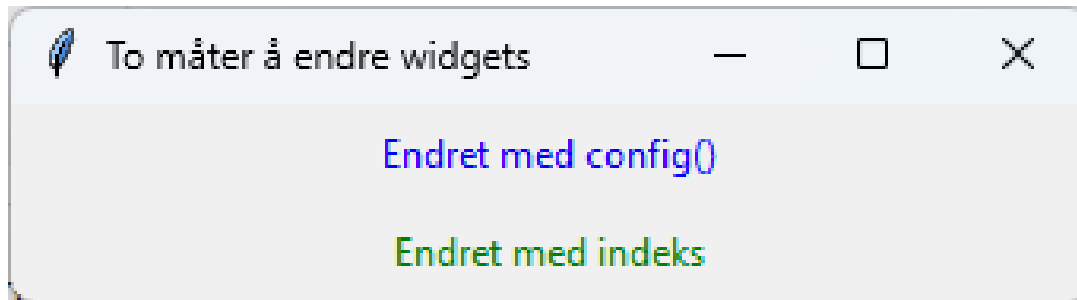 To måter å endre widgets
Endret med config()
Endret med indeks